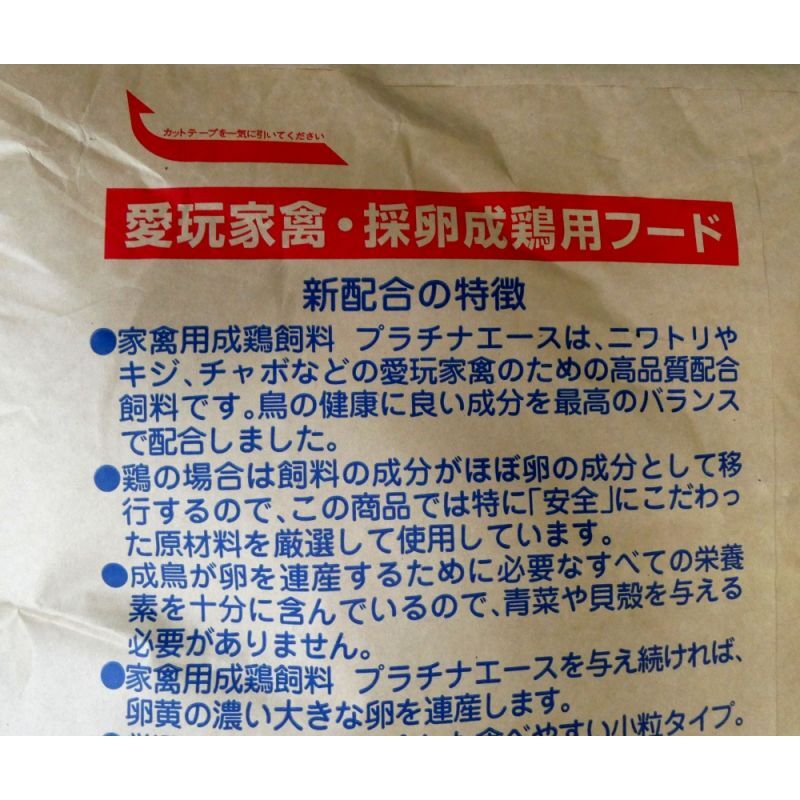 カットテープを一気に引いてください
愛玩家禽・採卵成鶏用フード
新配合の特徴
●家禽用成鶏飼料 プラチナエースは、ニワトリや
キジ、チャボなどの愛玩家禽のための高品質配合
飼料です。鳥の健康に良い成分を最高のバランス
で配合しました。
●鶏の場合は飼料の成分がほぼ卵の成分として移
行するので、この商品では特に「安全」にこだわっ
た原材料を厳選して使用しています。
●成鳥が卵を連産するために必要なすべての栄養
素を十分に含んでいるので、青菜や貝殻を与える
必要がありません。
●家禽用成鶏飼料 プラチナエースを与え続ければ、
卵黄の濃い大きな卵を連産します。
食べやすい小粒タイプ。